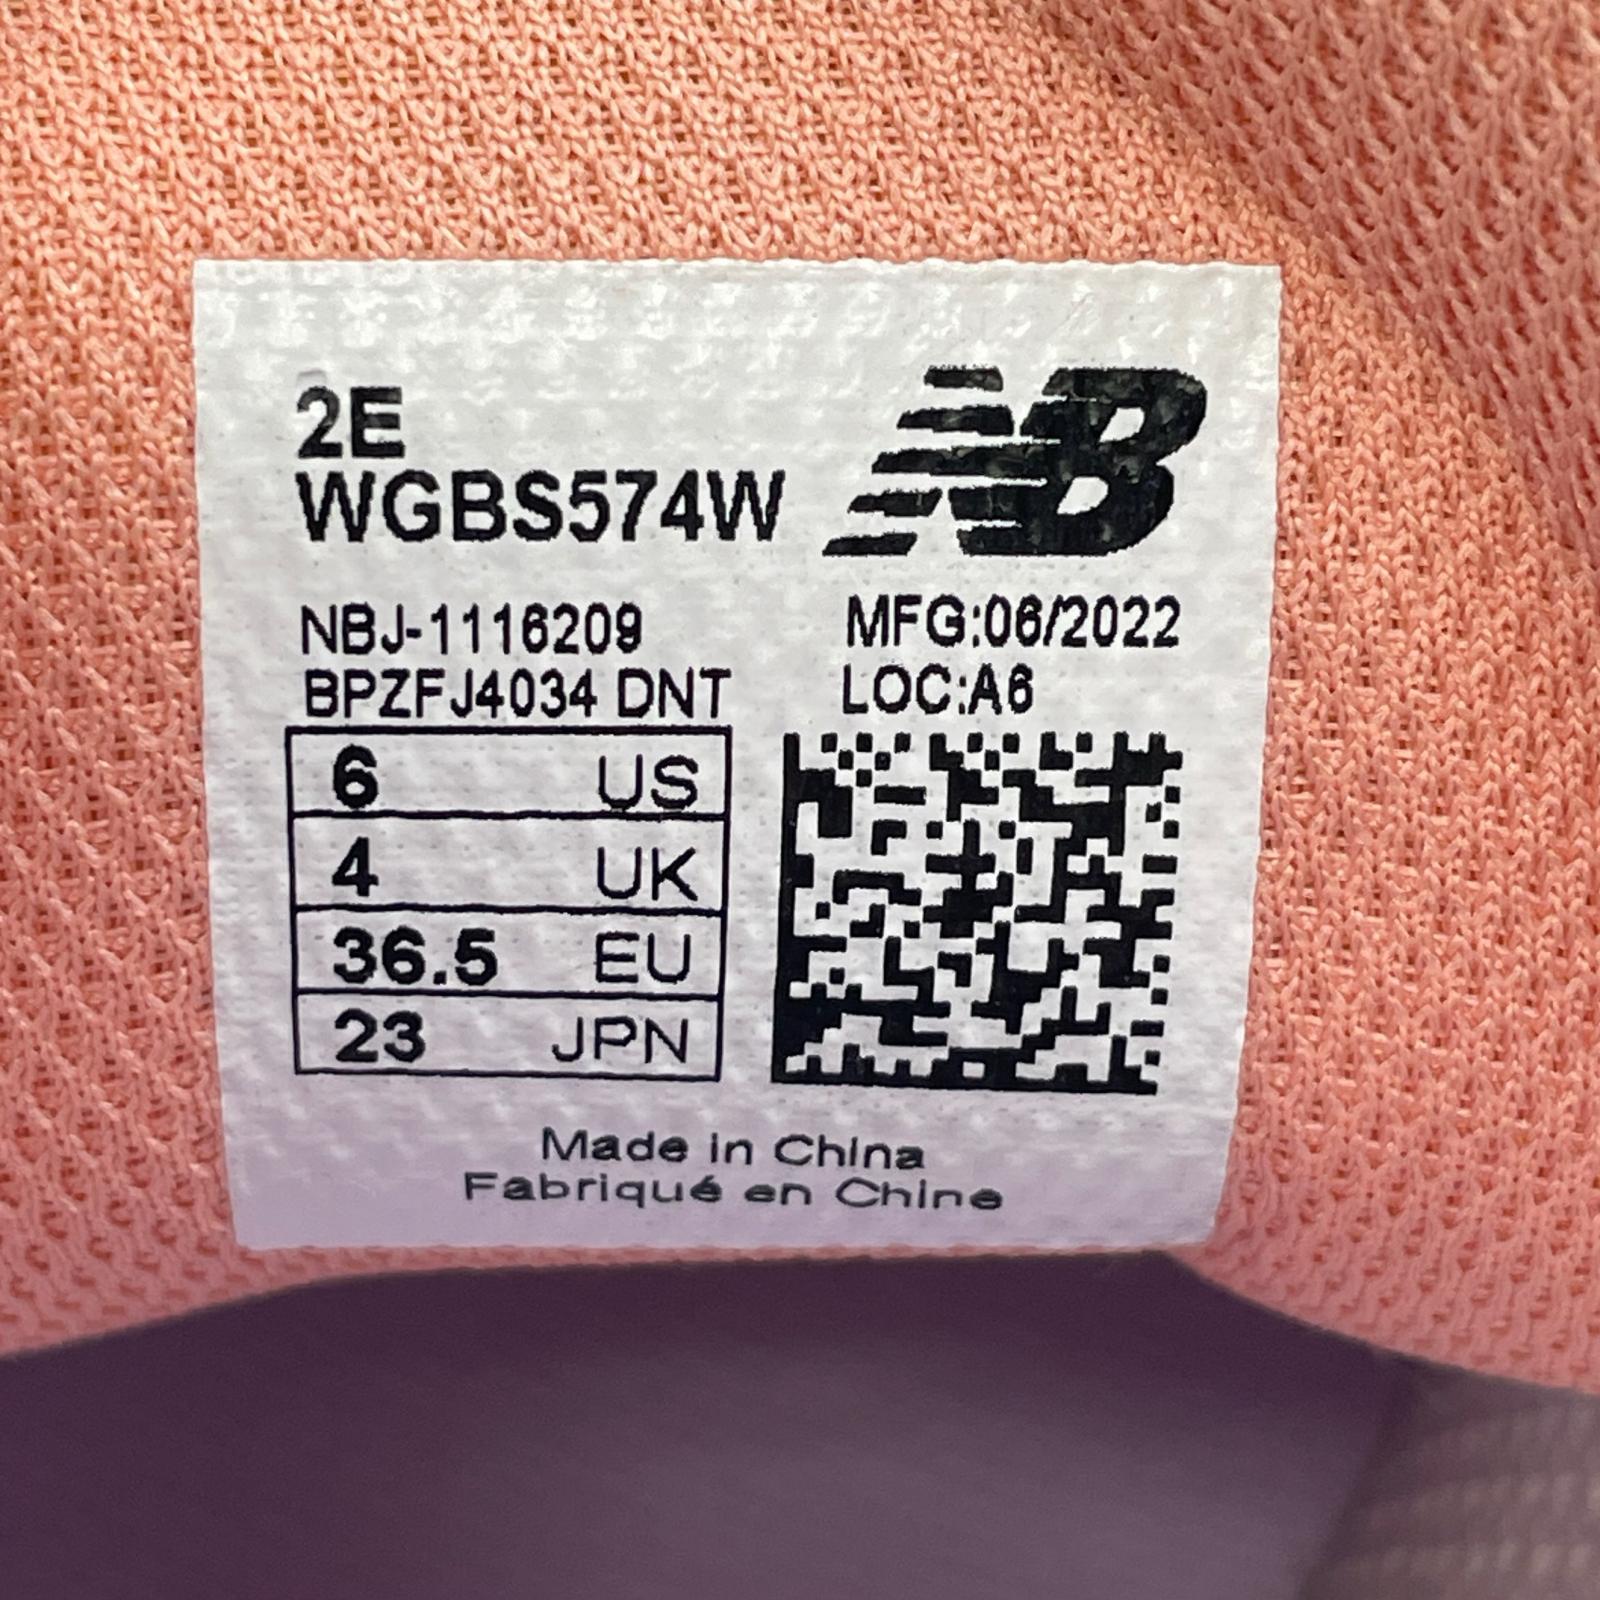 2E
WGBS574W
NB
NBJ-1116209
BPZFJ4034 DNT
MFG:06/2022
LOC:A6
6 US
4 UK
36.5 EU
23 JPN
Made in China
Fabriqué en Chine